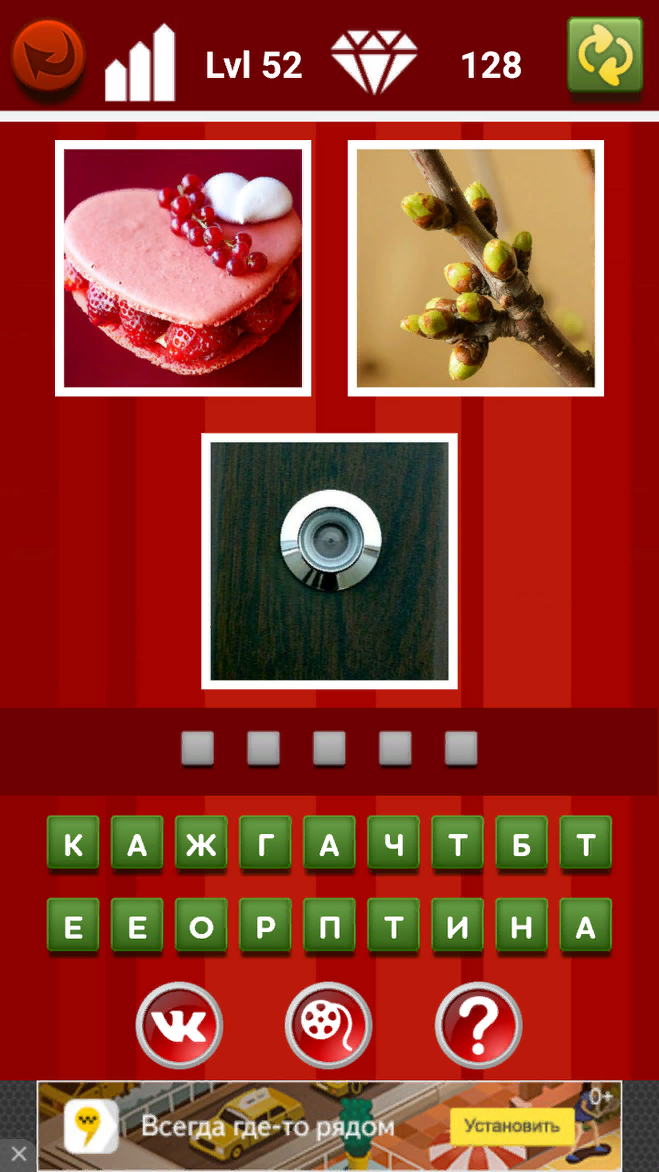 Lvl 52 128
К А Ж Г А Ч Т Б Т
Е Е О Р П Т И Н А
?
0+
Всегда где-то рядом
Установить